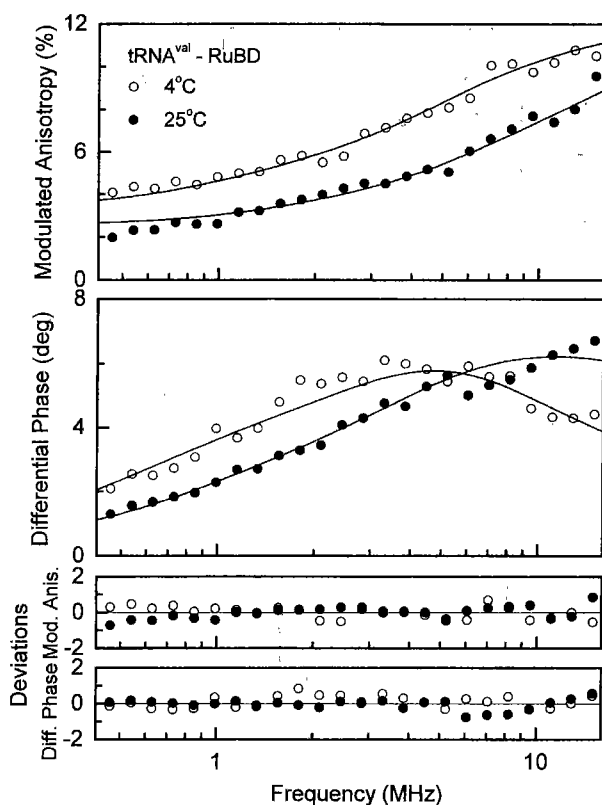 Modulated Anisotropy (%)
12
6
0
tRNAᵛᵃˡ - RuBD
4°C
25°C
Differential Phase (deg)
8
4
0
Deviations
Mod. Anis.
2
0
-2
Diff. Phase
2
0
-2
1
10
Frequency (MHz)